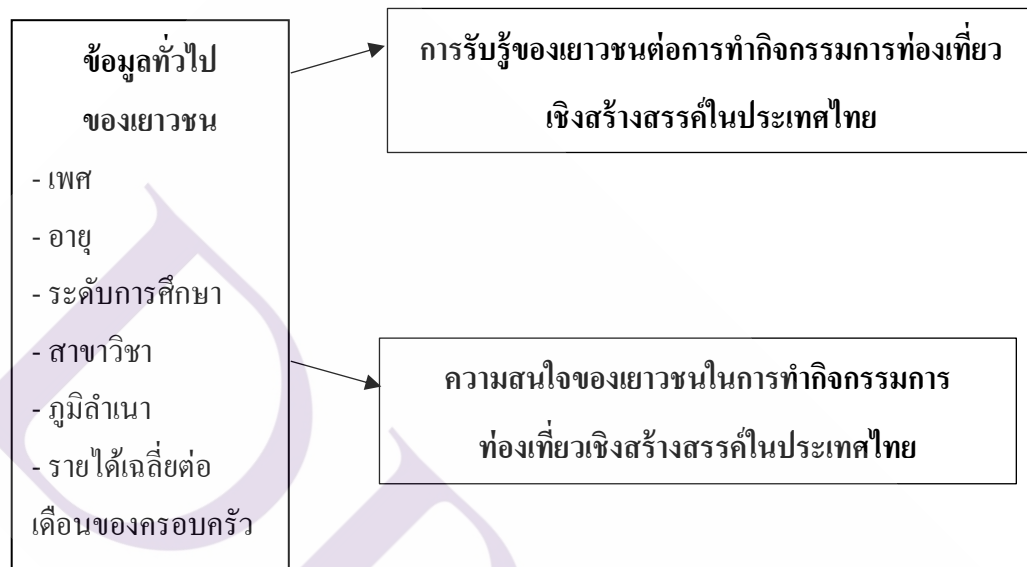 ข้อมูลทั่วไป
ของเยาวชน
- เพศ
- อายุ
- ระดับการศึกษา
- สาขาวิชา
- ภูมิลำเนา
- รายได้เฉลี่ยต่อ
เดือนของครอบครัว
การรับรู้ของเยาวชนต่อการทำกิจกรรมการท่องเที่ยว
เชิงสร้างสรรค์ในประเทศไทย
ความสนใจของเยาวชนในการทำกิจกรรมการ
ท่องเที่ยวเชิงสร้างสรรค์ในประเทศไทย